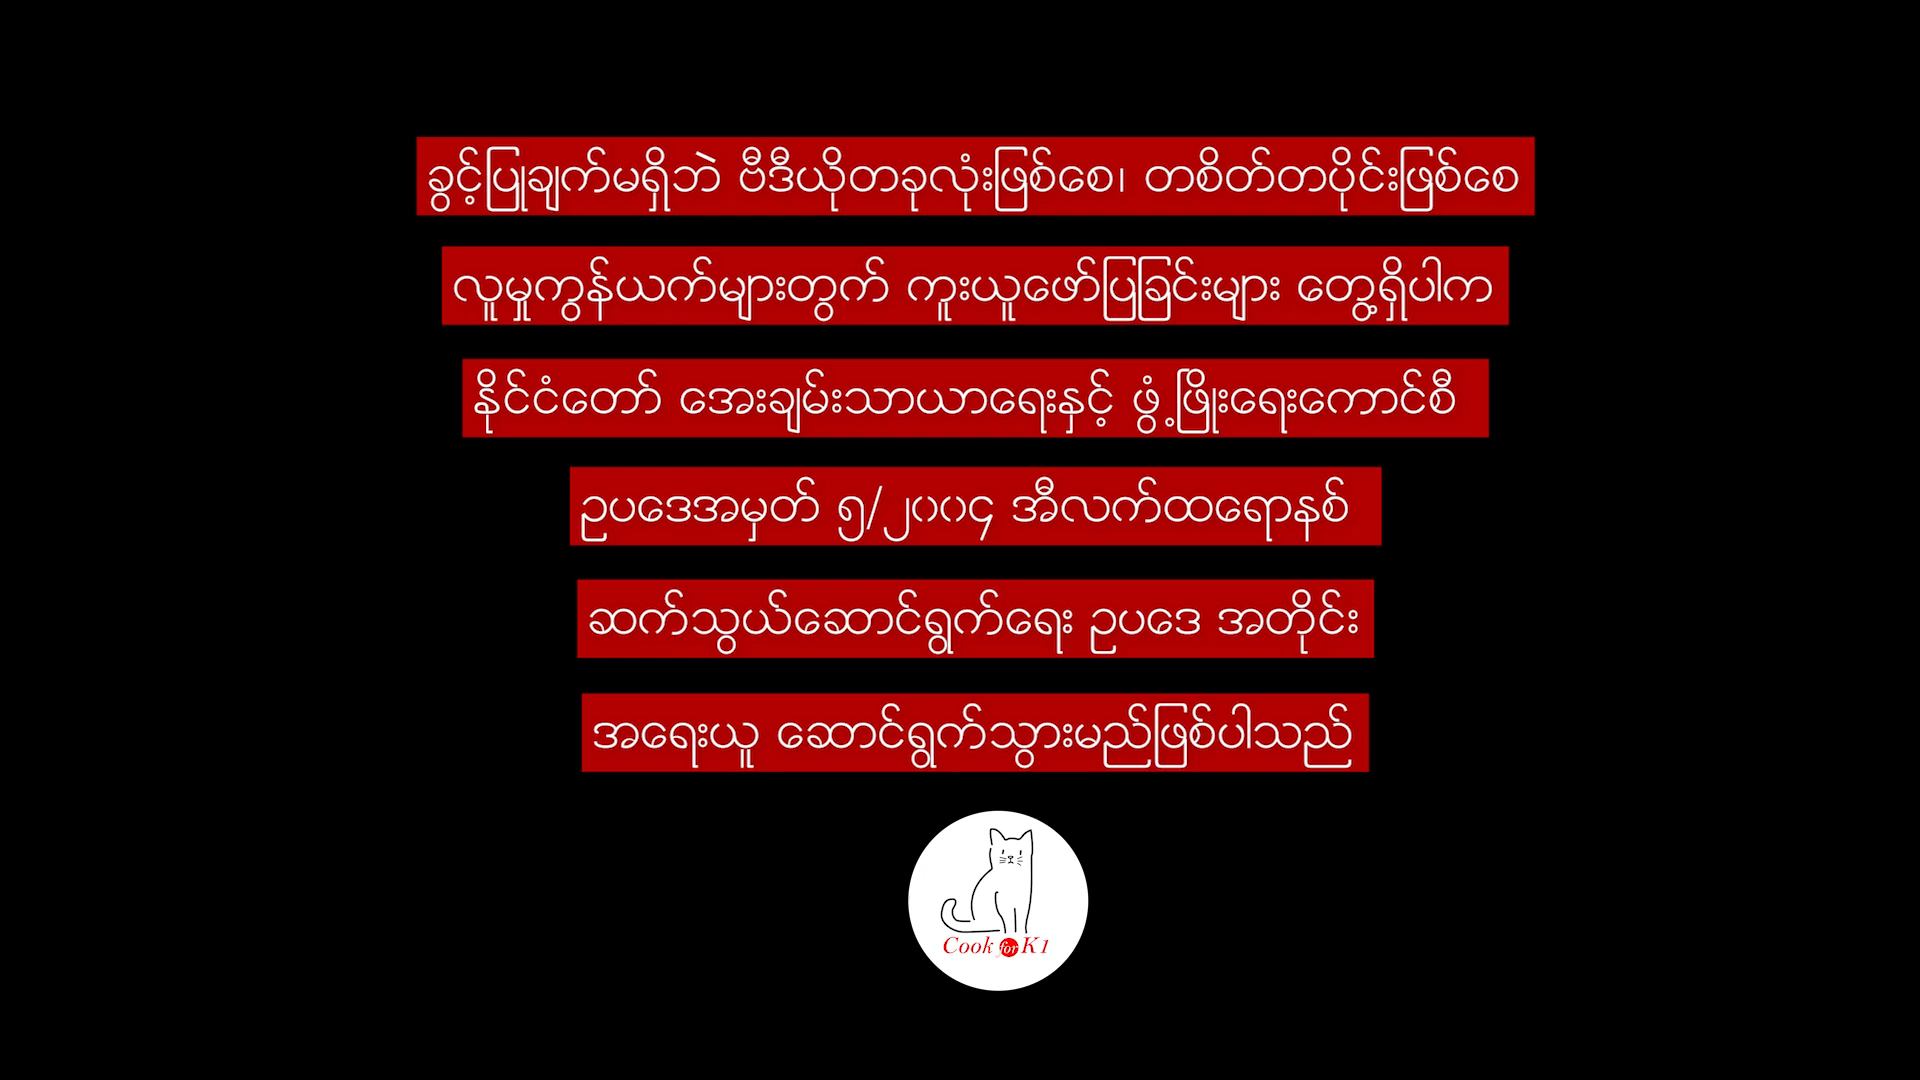 ခွင့်ပြုချက်မရှိဘဲ ဗီဒီယိုတခုလုံးဖြစ်စေ၊ တစိတ်တပိုင်းဖြစ်စေ
လူမှုကွန်ယက်များတွက် ကူးယူဖော်ပြခြင်းများ တွေ့ရှိပါက
နိုင်ငံတော် အေးချမ်းသာယာရေးနှင့် ဖွံ့ဖြိုးရေးကောင်စီ
ဥပဒေအမှတ် ၅/၂၀၀၄ အီလက်ထရောနစ်
ဆက်သွယ်ဆောင်ရွက်ရေး ဥပဒေ အတိုင်း
အရေးယူ ဆောင်ရွက်သွားမည်ဖြစ်ပါသည်
Cook for K1